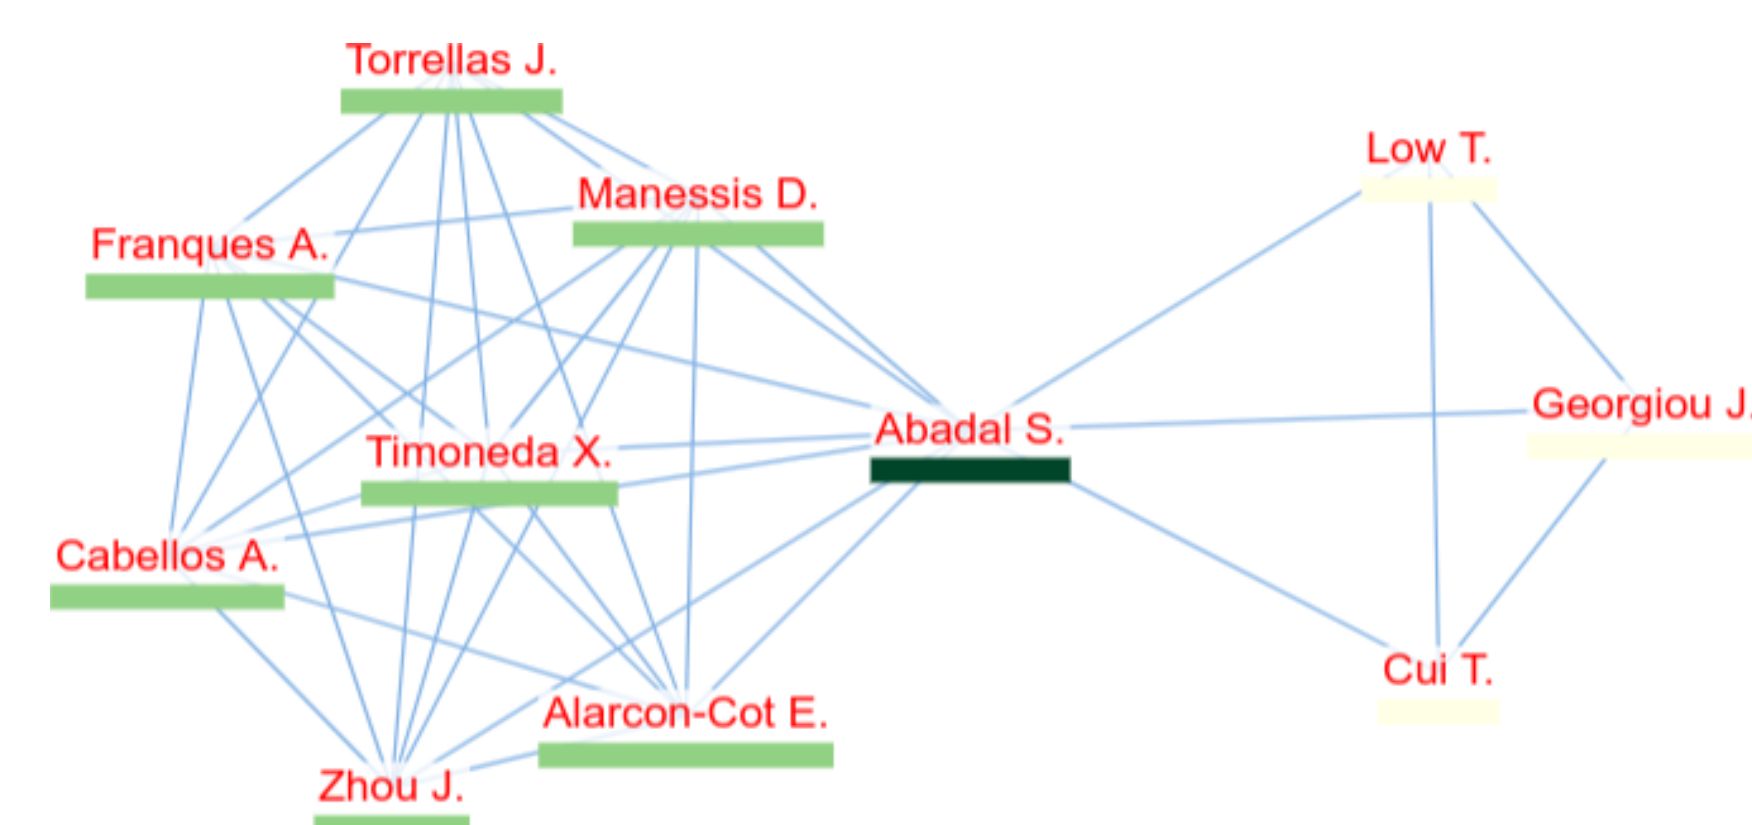 Torrellas J.
Low T.
Manessis D.
Franques A.
Georgiou J.
Abadal S.
Timoneda X.
Cabellos A.
Cui T.
Alarcon-Cot E.
Zhou J.